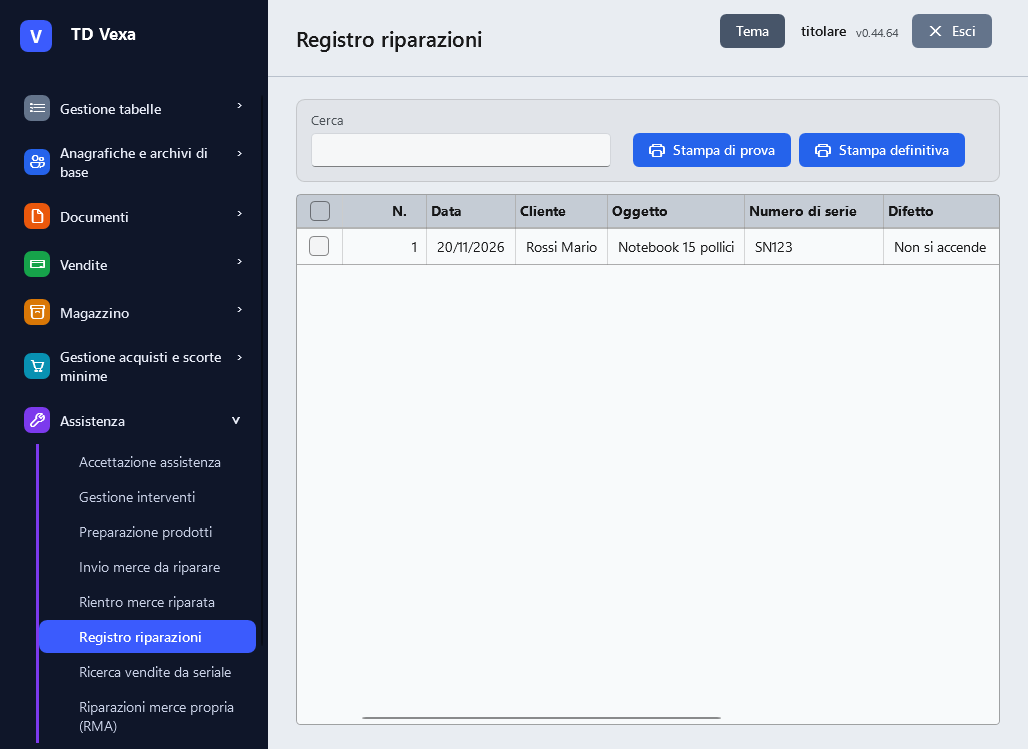 V
TD Vexa
Gestione tabelle
Anagrafiche e archivi di
base
Documenti
Vendite
Magazzino
Gestione acquisti e scorte
minime
Assistenza
Accettazione assistenza
Gestione interventi
Preparazione prodotti
Invio merce da riparare
Rientro merce riparata
Registro riparazioni
Ricerca vendite da seriale
Riparazioni merce propria
(RMA)
Registro riparazioni
Tema titolare v0.44.64 Esci
Cerca
Stampa di prova Stampa definitiva
N. Data Cliente Oggetto Numero di serie Difetto
1 20/11/2026 Rossi Mario Notebook 15 pollici SN123 Non si accende